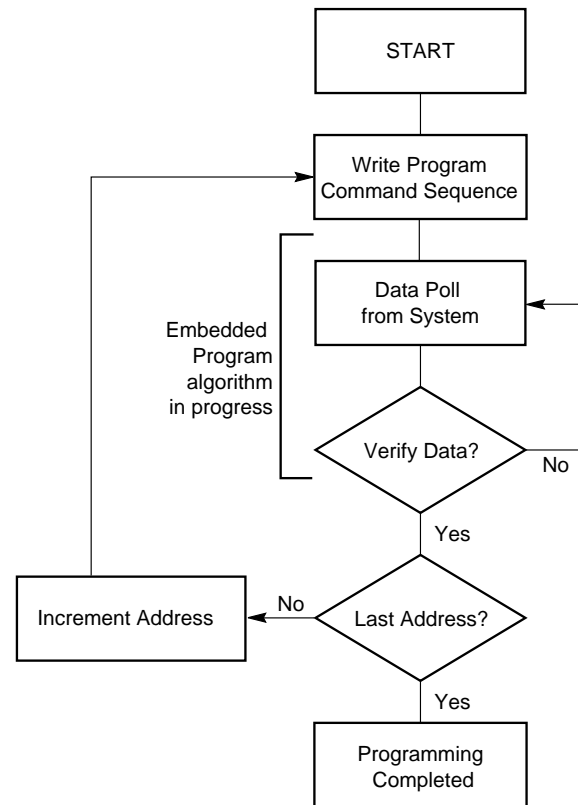 START
Write Program
Command Sequence
Data Poll
from System
Embedded
Program
algorithm
in progress
Verify Data?
No
Yes
Last Address?
No
Increment Address
Yes
Programming
Completed